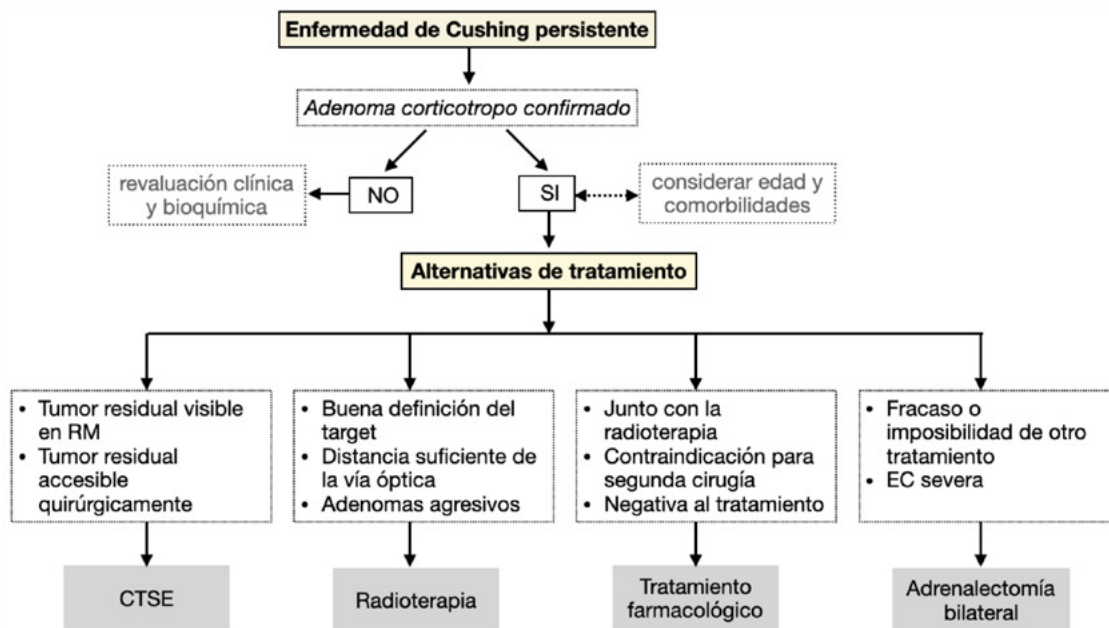 Enfermedad de Cushing persistente
Adenoma corticotropo confirmado
revaluación clínica
y bioquímica
NO
SI
considerar edad y
comorbilidades
Alternativas de tratamiento
• Tumor residual visible
en RM
• Tumor residual
accesible
quirúrgicamente
• Buena definición del
target
• Distancia suficiente de
la vía óptica
• Adenomas agresivos
• Junto con la
radioterapia
• Contraindicación para
segunda cirugía
• Negativa al tratamiento
• Fracaso o
imposibilidad de otro
tratamiento
• EC severa
CTSE
Radioterapia
Tratamiento
farmacológico
Adrenalectomía
bilateral